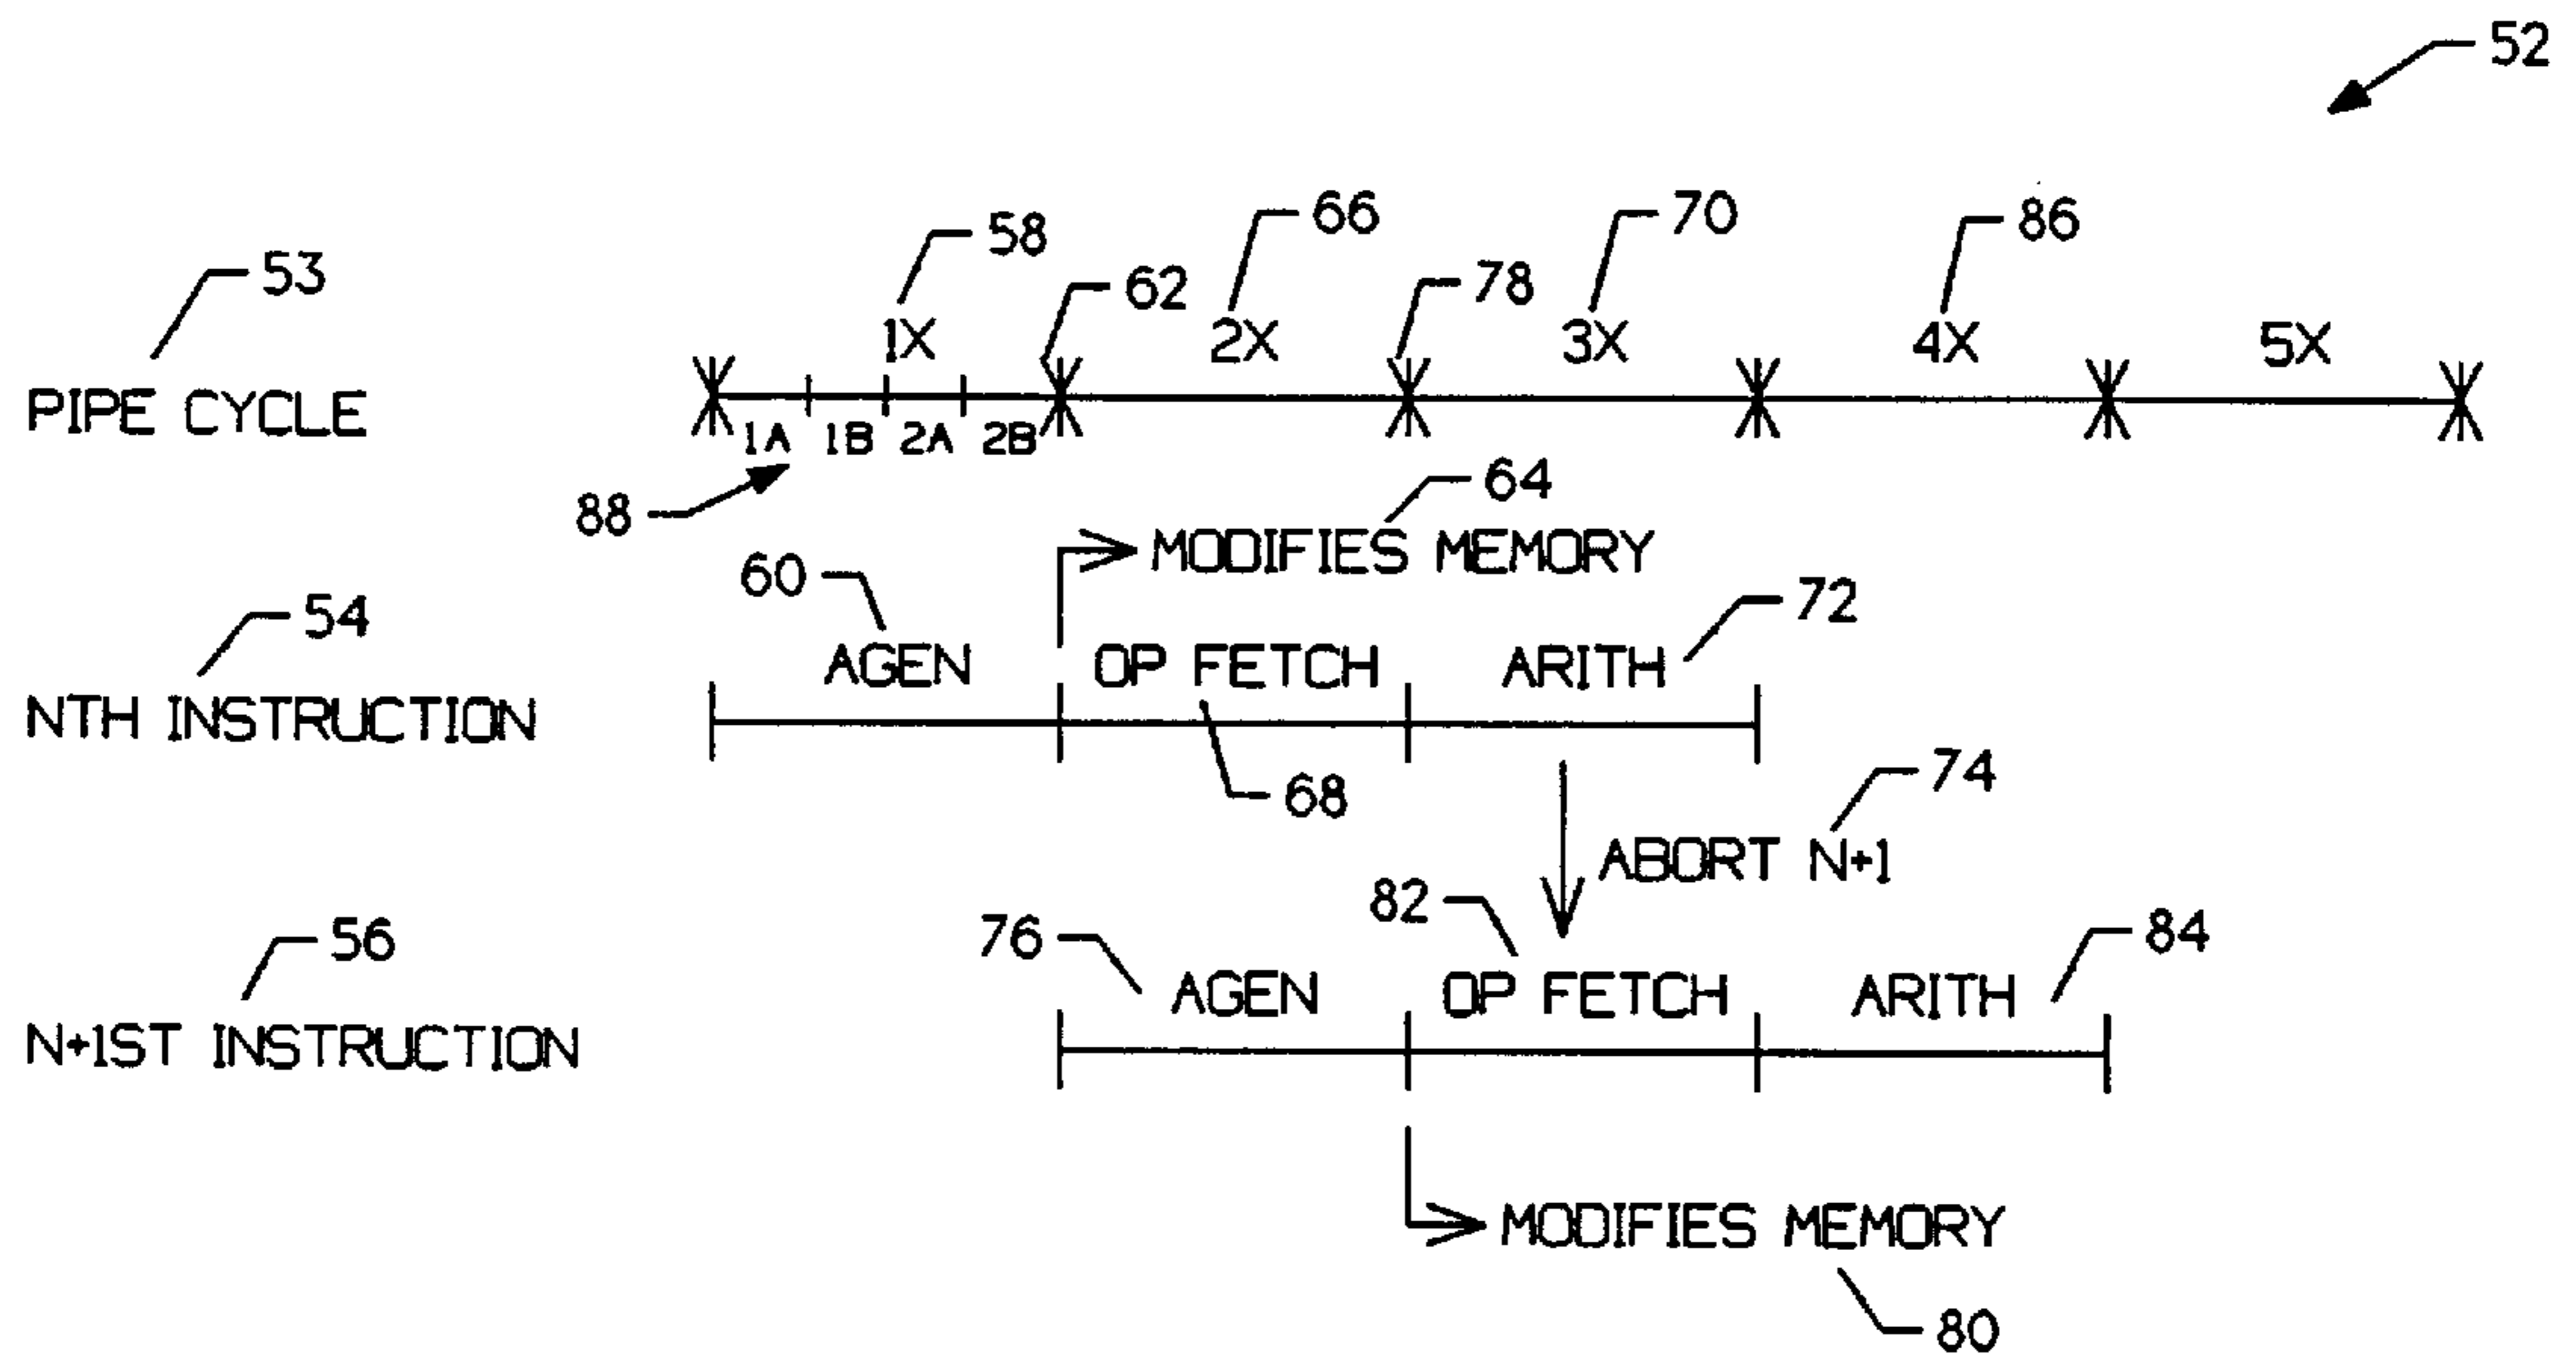 52
58 66 70 86
53 62 78
1X 2X 3X 4X 5X
PIPE CYCLE
1A 1B 2A 2B
88 64
MODIFIES MEMORY
60 72
54
AGEN OP FETCH ARITH
NTH INSTRUCTION
68 74
ABORT N+1
82
56 76 84
AGEN OP FETCH ARITH
N+1ST INSTRUCTION
MODIFIES MEMORY
80